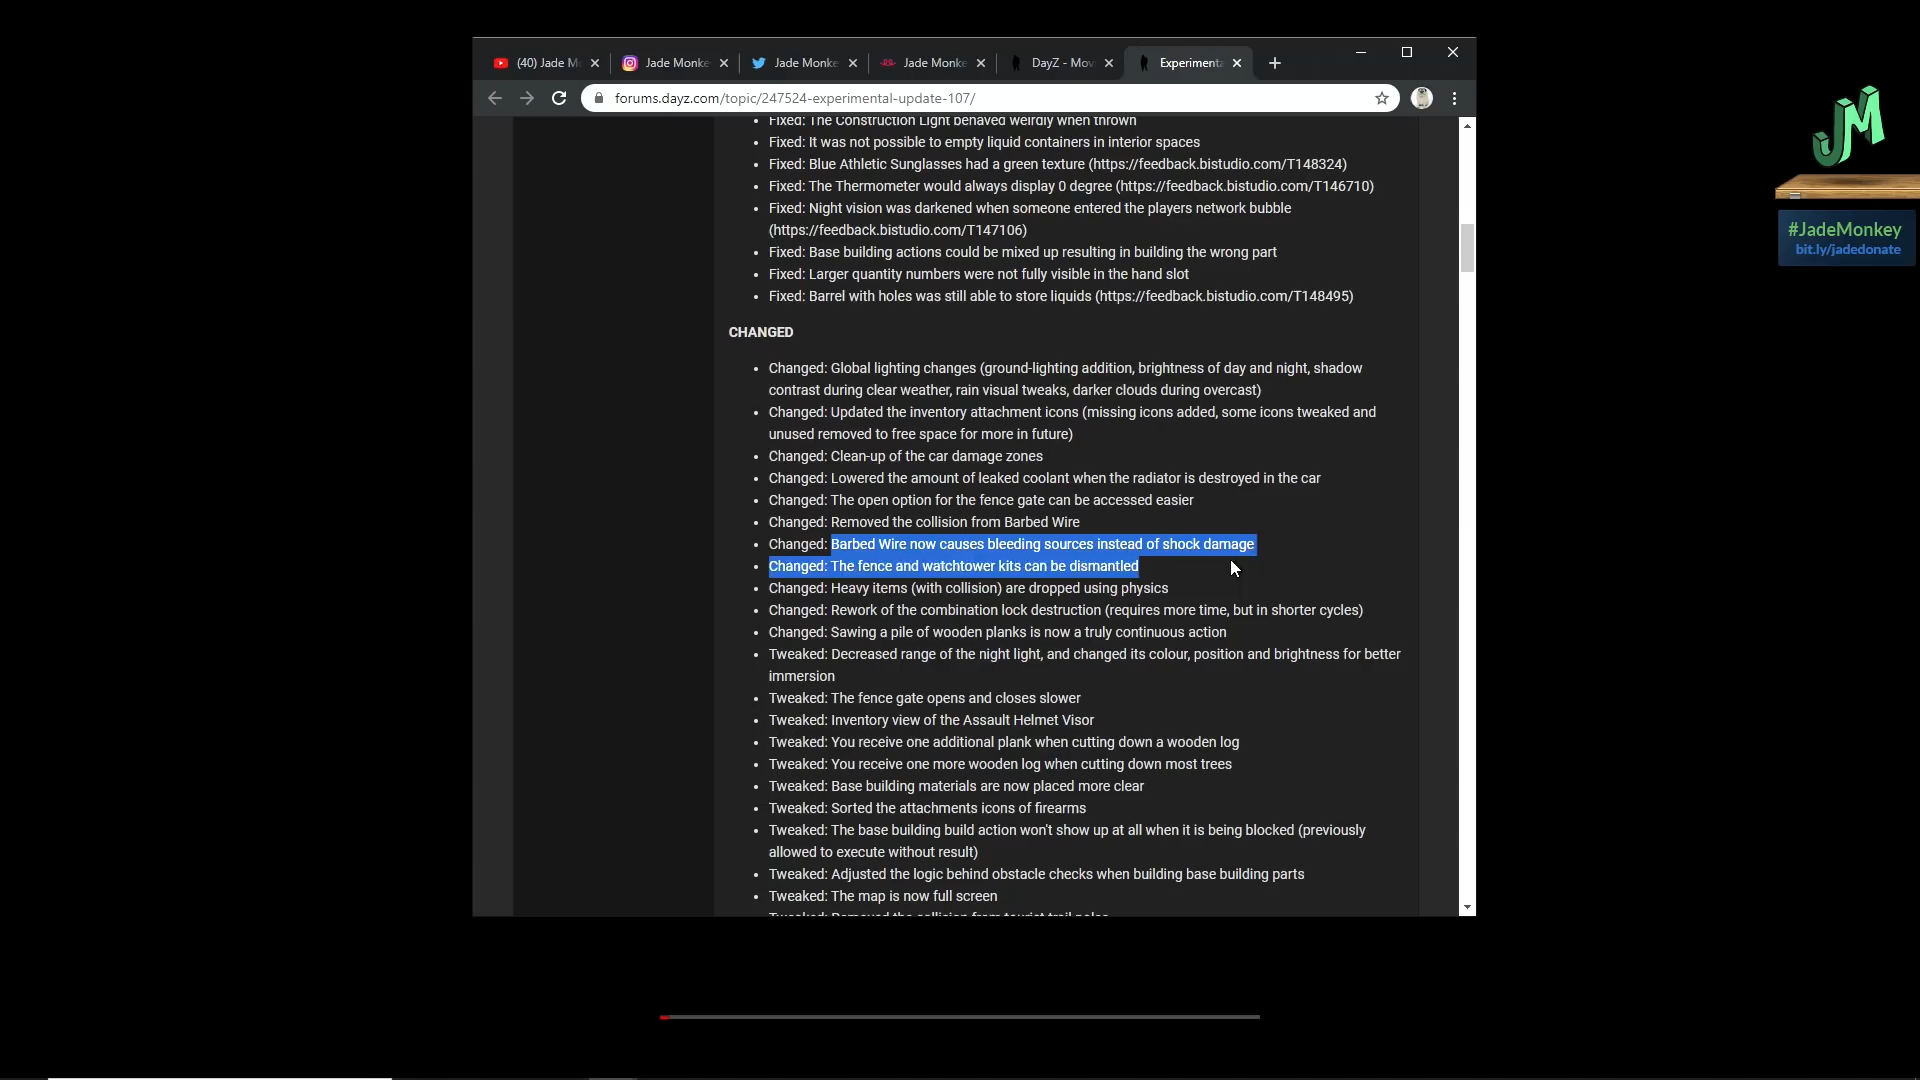 (40) Jade M
Jade Monke
Jade Monke
Jade Monke
DayZ - Mov
Experimenta
forums.dayz.com/topic/247524-experimental-update-107/
Fixed: The Construction Light behaved weirdly when thrown
Fixed: It was not possible to empty liquid containers in interior spaces
Fixed: Blue Athletic Sunglasses had a green texture (https://feedback.bistudio.com/T148324)
Fixed: The Thermometer would always display 0 degree (https://feedback.bistudio.com/T146710)
Fixed: Night vision was darkened when someone entered the players network bubble
(https://feedback.bistudio.com/T147106)
Fixed: Base building actions could be mixed up resulting in building the wrong part
Fixed: Larger quantity numbers were not fully visible in the hand slot
Fixed: Barrel with holes was still able to store liquids (https://feedback.bistudio.com/T148495)
CHANGED
Changed: Global lighting changes (ground-lighting addition, brightness of day and night, shadow
contrast during clear weather, rain visual tweaks, darker clouds during overcast)
Changed: Updated the inventory attachment icons (missing icons added, some icons tweaked and
unused removed to free space for more in future)
Changed: Clean-up of the car damage zones
Changed: Lowered the amount of leaked coolant when the radiator is destroyed in the car
Changed: The open option for the fence gate can be accessed easier
Changed: Removed the collision from Barbed Wire
Changed: Barbed Wire now causes bleeding sources instead of shock damage
Changed: The fence and watchtower kits can be dismantled
Changed: Heavy items (with collision) are dropped using physics
Changed: Rework of the combination lock destruction (requires more time, but in shorter cycles)
Changed: Sawing a pile of wooden planks is now a truly continuous action
Tweaked: Decreased range of the night light, and changed its colour, position and brightness for better
immersion
Tweaked: The fence gate opens and closes slower
Tweaked: Inventory view of the Assault Helmet Visor
Tweaked: You receive one additional plank when cutting down a wooden log
Tweaked: You receive one more wooden log when cutting down most trees
Tweaked: Base building materials are now placed more clear
Tweaked: Sorted the attachments icons of firearms
Tweaked: The base building build action won't show up at all when it is being blocked (previously
allowed to execute without result)
Tweaked: Adjusted the logic behind obstacle checks when building base building parts
Tweaked: The map is now full screen
Tweaked: Removed the collision from tourist trail poles
JM
#JadeMonkey
bit.ly/jadedonate